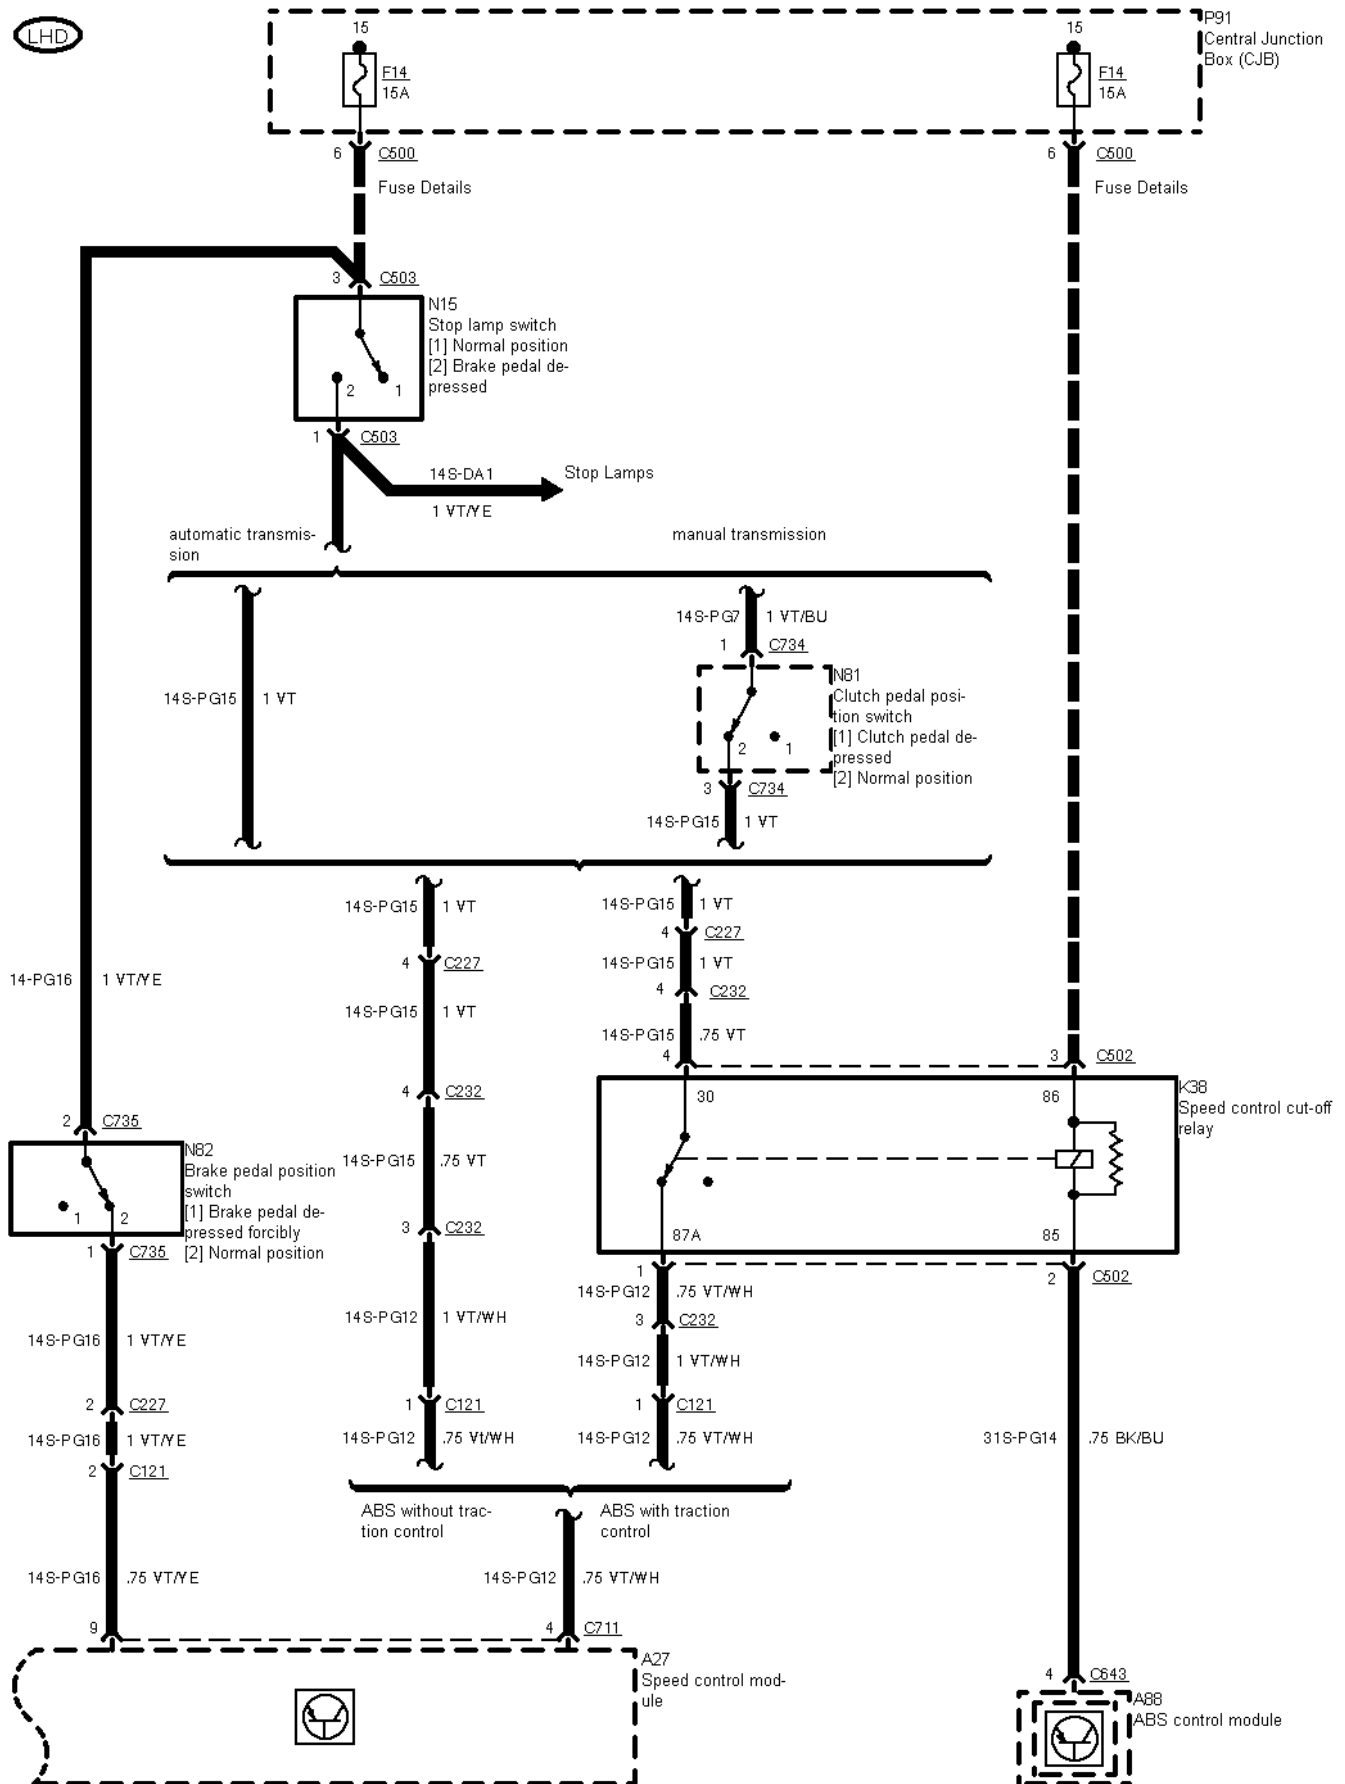 LHD
15
F14
15A
15
F14
15A
P91
Central Junction
Box (CJB)
6
C500
Fuse Details
6
C500
Fuse Details
3
C503
N15
Stop lamp switch
[1] Normal position
[2] Brake pedal de-
pressed
2
1
1
C503
14S-DA1
1 VT/YE
Stop Lamps
automatic transmis-
sion
manual transmission
14S-PG7
1 VT/BU
1
C734
14S-PG15
1 VT
N81
Clutch pedal posi-
tion switch
[1] Clutch pedal de-
pressed
[2] Normal position
2
1
3
C734
14S-PG15
1 VT
14S-PG15
1 VT
14S-PG15
1 VT
4
C227
4
C227
14-PG16
1 VT/YE
14S-PG15
1 VT
14S-PG15
1 VT
4
C232
14S-PG15
.75 VT
4
3
C502
4
C232
30
86
K38
Speed control cut-off
relay
2
C735
N82
Brake pedal position
switch
[1] Brake pedal de-
pressed forcibly
[2] Normal position
1
2
14S-PG15
.75 VT
3
C232
87A
85
1
C735
1
2
C502
14S-PG12
.75 VT/WH
14S-PG12
1 VT/WH
3
C232
14S-PG16
1 VT/YE
14S-PG12
1 VT/WH
2
C227
1
C121
1
C121
14S-PG16
1 VT/YE
14S-PG12
.75 Vt/WH
14S-PG12
.75 VT/WH
31S-PG14
.75 BK/BU
2
C121
ABS without trac-
tion control
ABS with traction
control
14S-PG16
.75 VT/YE
14S-PG12
.75 VT/WH
9
4
C711
A27
Speed control mod-
ule
4
C643
A88
ABS control module